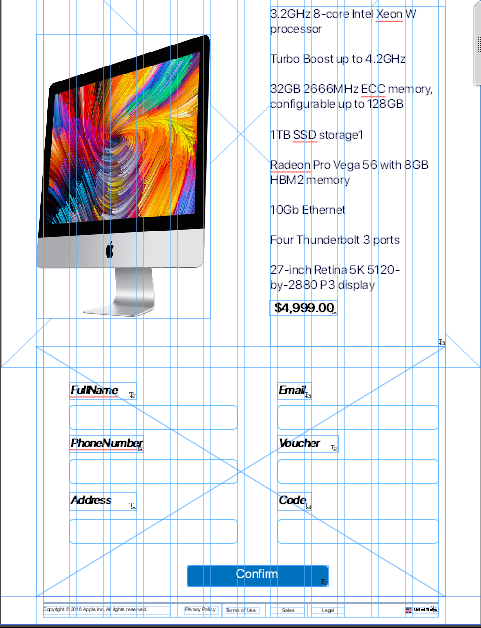 3.2GHz 8-core Intel Xeon W
processor
Turbo Boost up to 4.2GHz
32GB 2666MHz ECC memory,
configurable up to 128GB
1TB SSD storage1
Radeon Pro Vega 56 with 8GB
HBM2 memory
10Gb Ethernet
Four Thunderbolt 3 ports
27-inch Retina 5K 5120-
by-2880 P3 display
$4,999.00
FullName
Email
PhoneNumber
Voucher
Address
Code
Confirm
Copyright © 2018 Apple Inc. All rights reserved.
Privacy Policy
Terms of Use
Sales
Legal